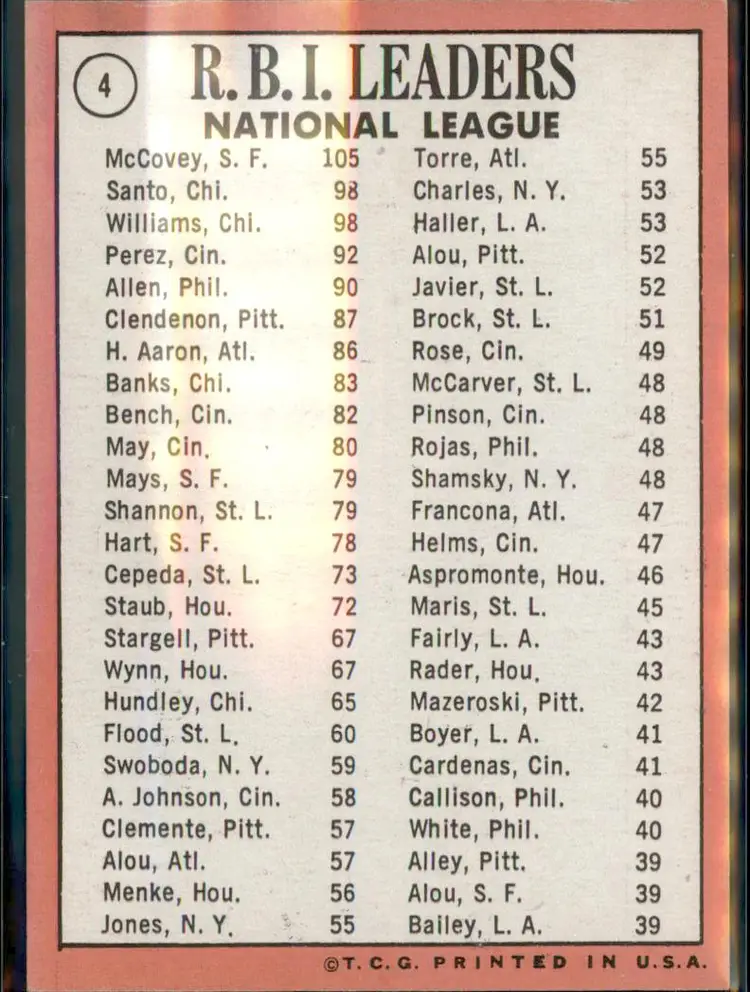 4
R.B.I. LEADERS
NATIONAL LEAGUE
McCovey, S. F. 105
Santo, Chi. 98
Williams, Chi. 98
Perez, Cin. 92
Allen, Phil. 90
Clendenon, Pitt. 87
H. Aaron, Atl. 86
Banks, Chi. 83
Bench, Cin. 82
May, Cin. 80
Mays, S. F. 79
Shannon, St. L. 79
Hart, S. F. 78
Cepeda, St. L. 73
Staub, Hou. 72
Stargell, Pitt. 67
Wynn, Hou. 67
Hundley, Chi. 65
Flood, St. L. 60
Swoboda, N. Y. 59
A. Johnson, Cin. 58
Clemente, Pitt. 57
Alou, Atl. 57
Menke, Hou. 56
Jones, N. Y. 55
Torre, Atl. 55
Charles, N. Y. 53
Haller, L. A. 53
Alou, Pitt. 52
Javier, St. L. 52
Brock, St. L. 51
Rose, Cin. 49
McCarver, St. L. 48
Pinson, Cin. 48
Rojas, Phil. 48
Shamsky, N. Y. 48
Francona, Atl. 47
Helms, Cin. 47
Aspromonte, Hou. 46
Maris, St. L. 45
Fairly, L. A. 43
Rader, Hou. 43
Mazeroski, Pitt. 42
Boyer, L. A. 41
Cardenas, Cin. 41
Callison, Phil. 40
White, Phil. 40
Alley, Pitt. 39
Alou, S. F. 39
Bailey, L. A. 39
©T. C. G. PRINTED IN U.S.A.